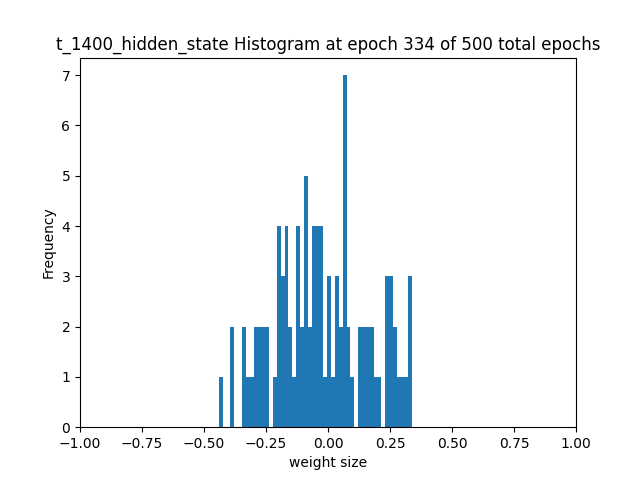 t_1400_hidden_state Histogram at epoch 334 of 500 total epochs
7
6
5
4
3
2
1
0
Frequency
−1.00 −0.75 −0.50 −0.25 0.00 0.25 0.50 0.75 1.00
weight size